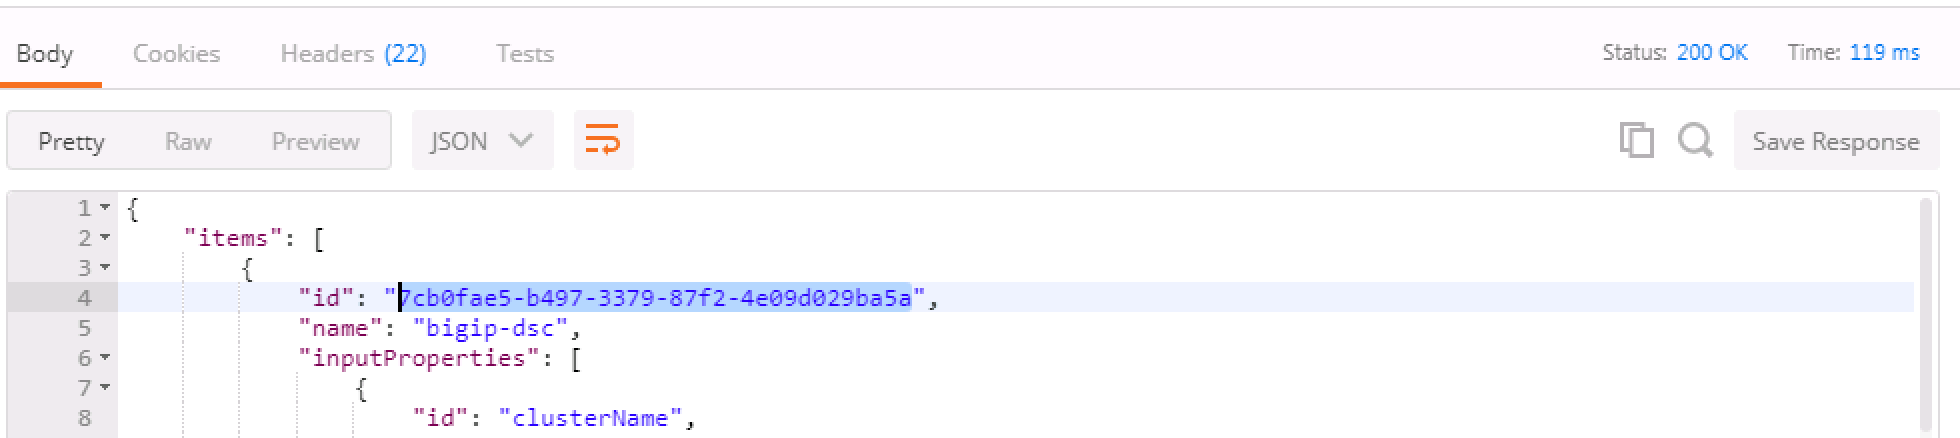 Body Cookies Headers (22) Tests Status: 200 OK Time: 119 ms
Pretty Raw Preview JSON Save Response
1 {
2 "items": [
3 {
4 "id": "7cb0fae5-b497-3379-87f2-4e09d029ba5a",
5 "name": "bigip-dsc",
6 "inputProperties": [
7 {
8 "id": "clusterName",